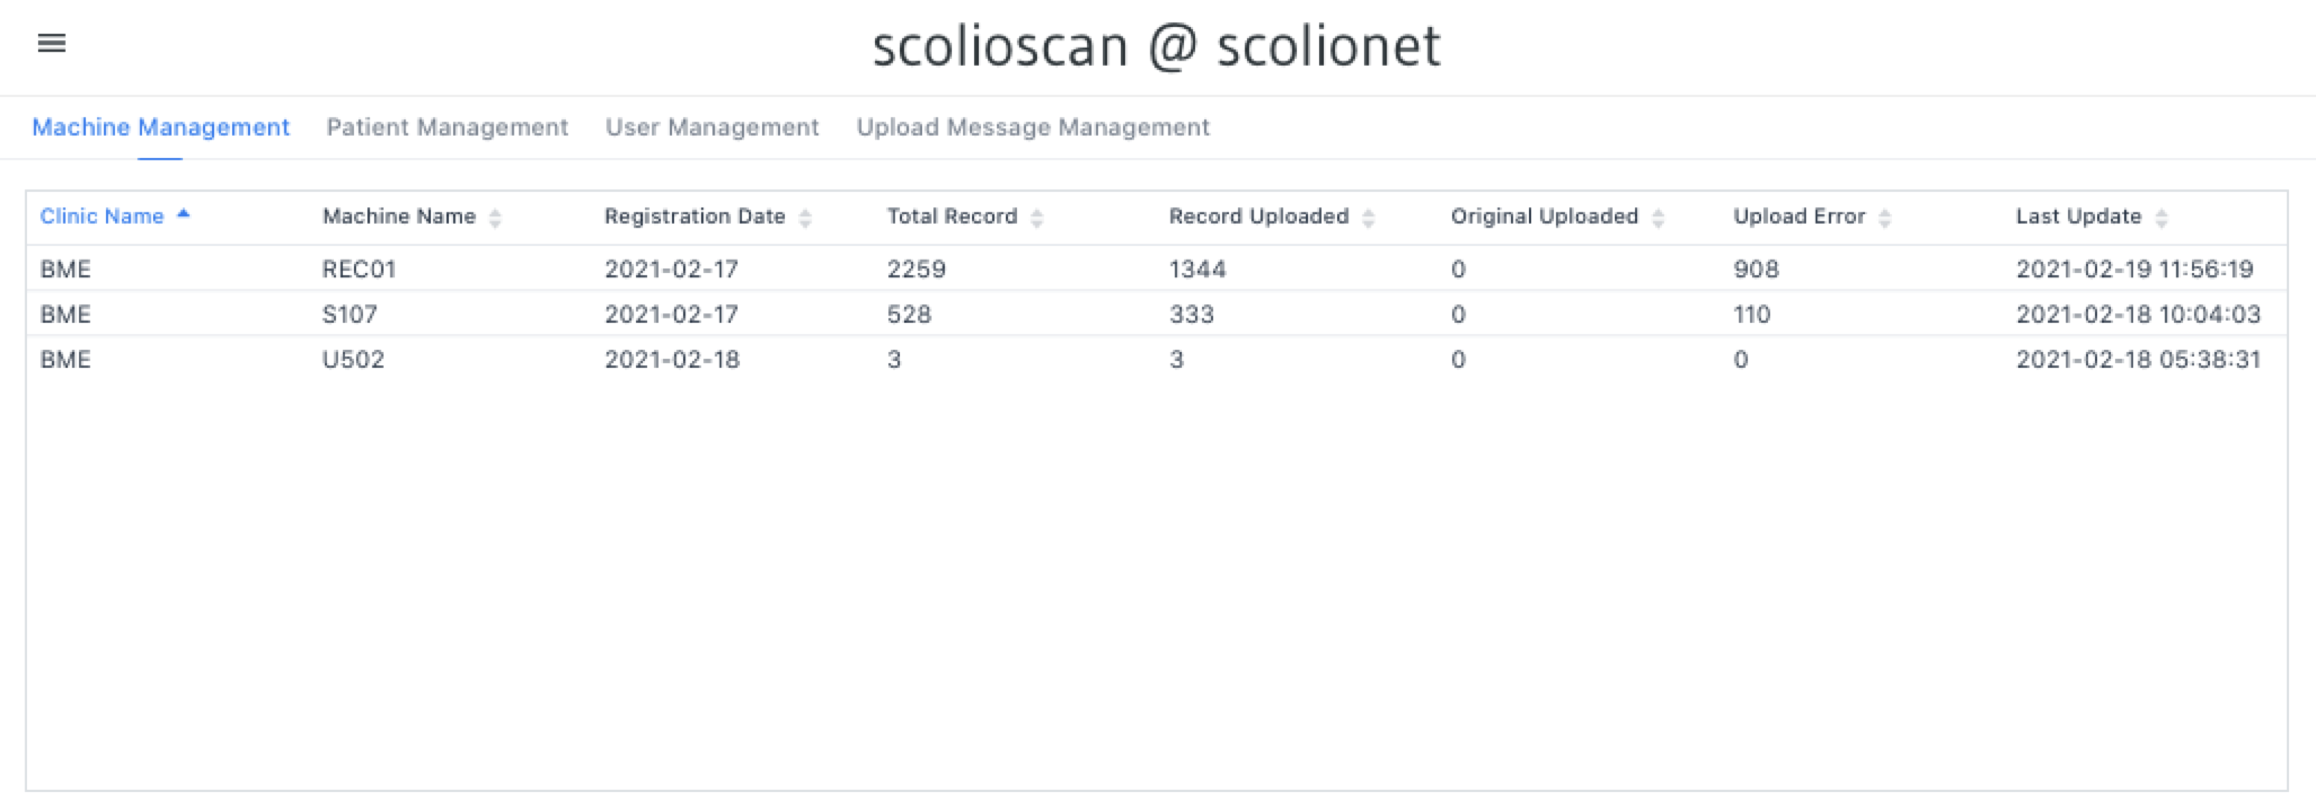 scolioscan @ scolionet
Machine Management Patient Management User Management Upload Message Management
Clinic Name Machine Name Registration Date Total Record Record Uploaded Original Uploaded Upload Error Last Update
BME REC01 2021-02-17 2259 1344 0 908 2021-02-19 11:56:19
BME S107 2021-02-17 528 333 0 110 2021-02-18 10:04:03
BME U502 2021-02-18 3 3 0 0 2021-02-18 05:38:31